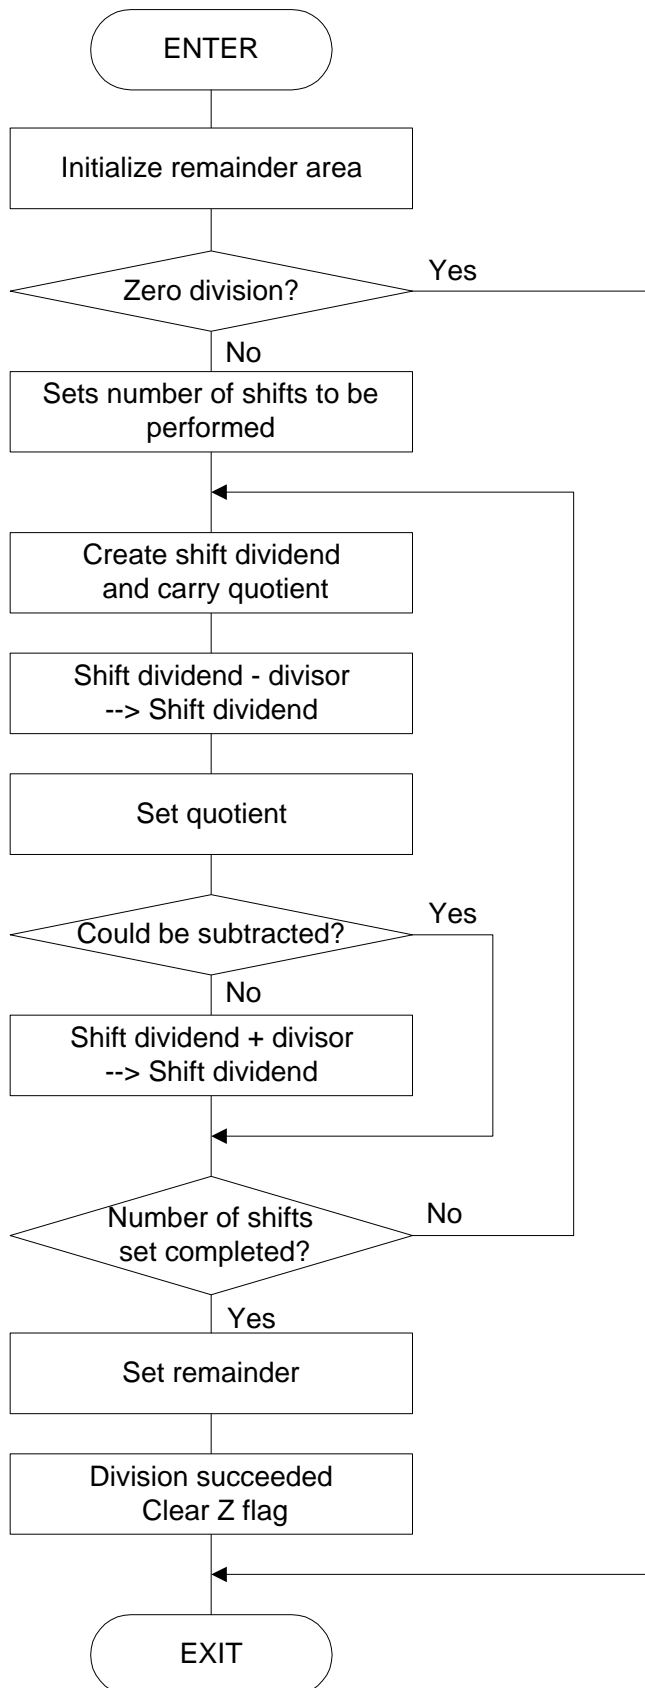 ENTER
Initialize remainder area
Zero division?
Yes
No
Sets number of shifts to be
performed
Create shift dividend
and carry quotient
Shift dividend - divisor
--> Shift dividend
Set quotient
Could be subtracted?
Yes
No
Shift dividend + divisor
--> Shift dividend
Number of shifts
set completed?
No
Yes
Set remainder
Division succeeded
Clear Z flag
EXIT